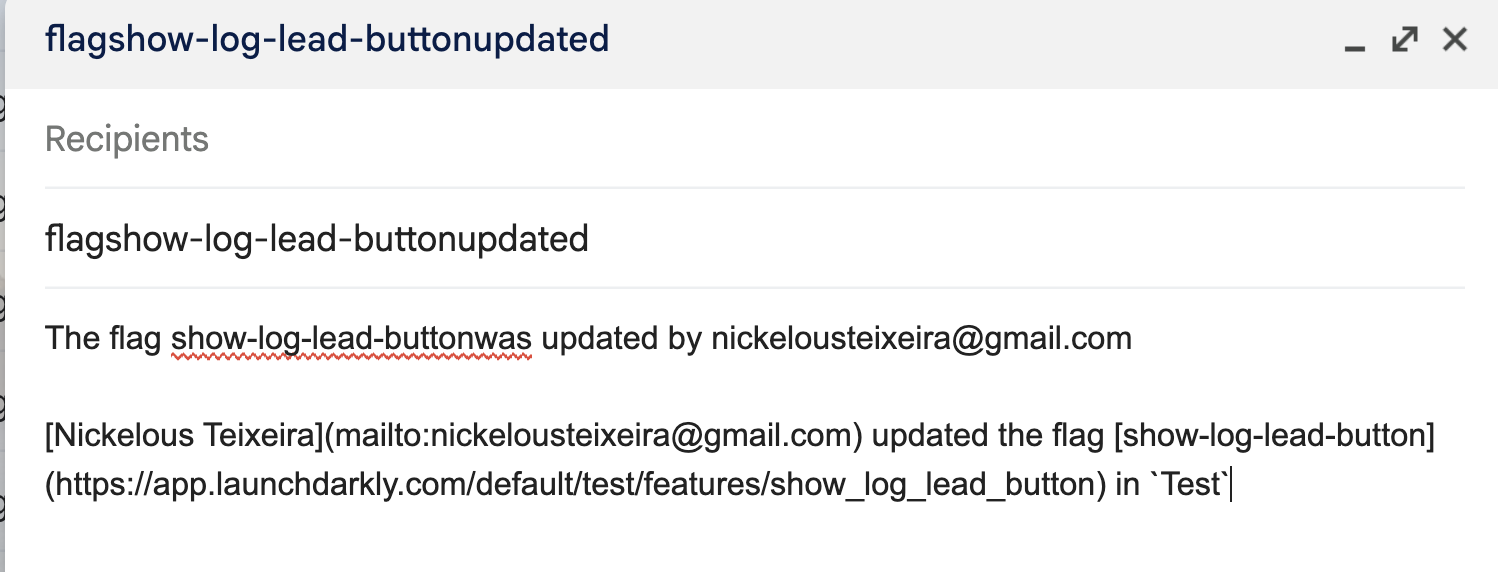 flagshow-log-lead-buttonupdated
Recipients
flagshow-log-lead-buttonupdated
The flag show-log-lead-buttonwas updated by nickelousteixeira@gmail.com
[Nickelous Teixeira](mailto:nickelousteixeira@gmail.com) updated the flag [show-log-lead-button]
(https://app.launchdarkly.com/default/test/features/show_log_lead_button) in `Test`